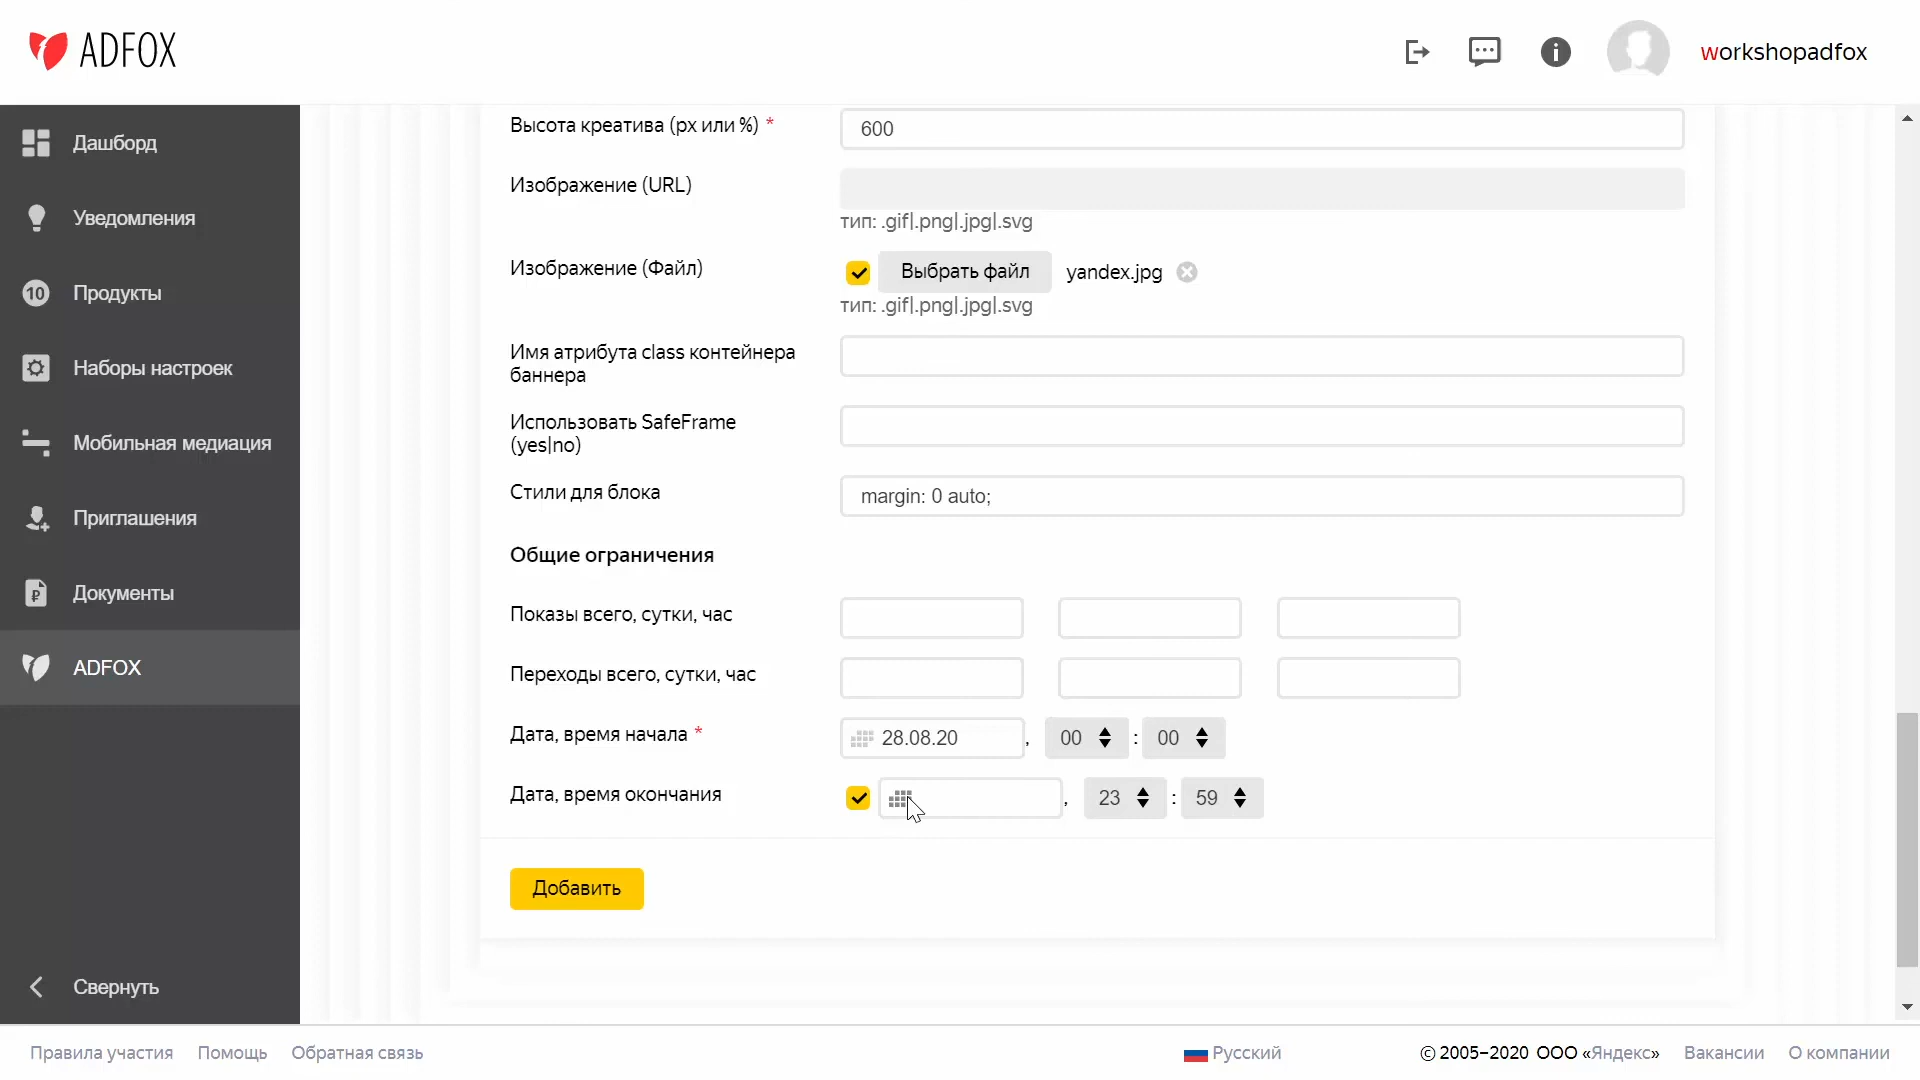 ADFOX
workshopadfox
Дашборд
Уведомления
10 Продукты
Наборы настроек
Мобильная медиация
Приглашения
Документы
ADFOX
Свернуть
Высота креатива (px или %) * 600
Изображение (URL)
тип: .gif|.png|.jpg|.svg
Изображение (Файл) Выбрать файл yandex.jpg
тип: .gif|.png|.jpg|.svg
Имя атрибута class контейнера
баннера
Использовать SafeFrame
(yes|no)
Стили для блока margin: 0 auto;
Общие ограничения
Показы всего, сутки, час
Переходы всего, сутки, час
Дата, время начала * 28.08.20 , 00 : 00
Дата, время окончания , 23 : 59
Добавить
Правила участия Помощь Обратная связь Русский © 2005–2020 ООО «Яндекс» Вакансии О компании